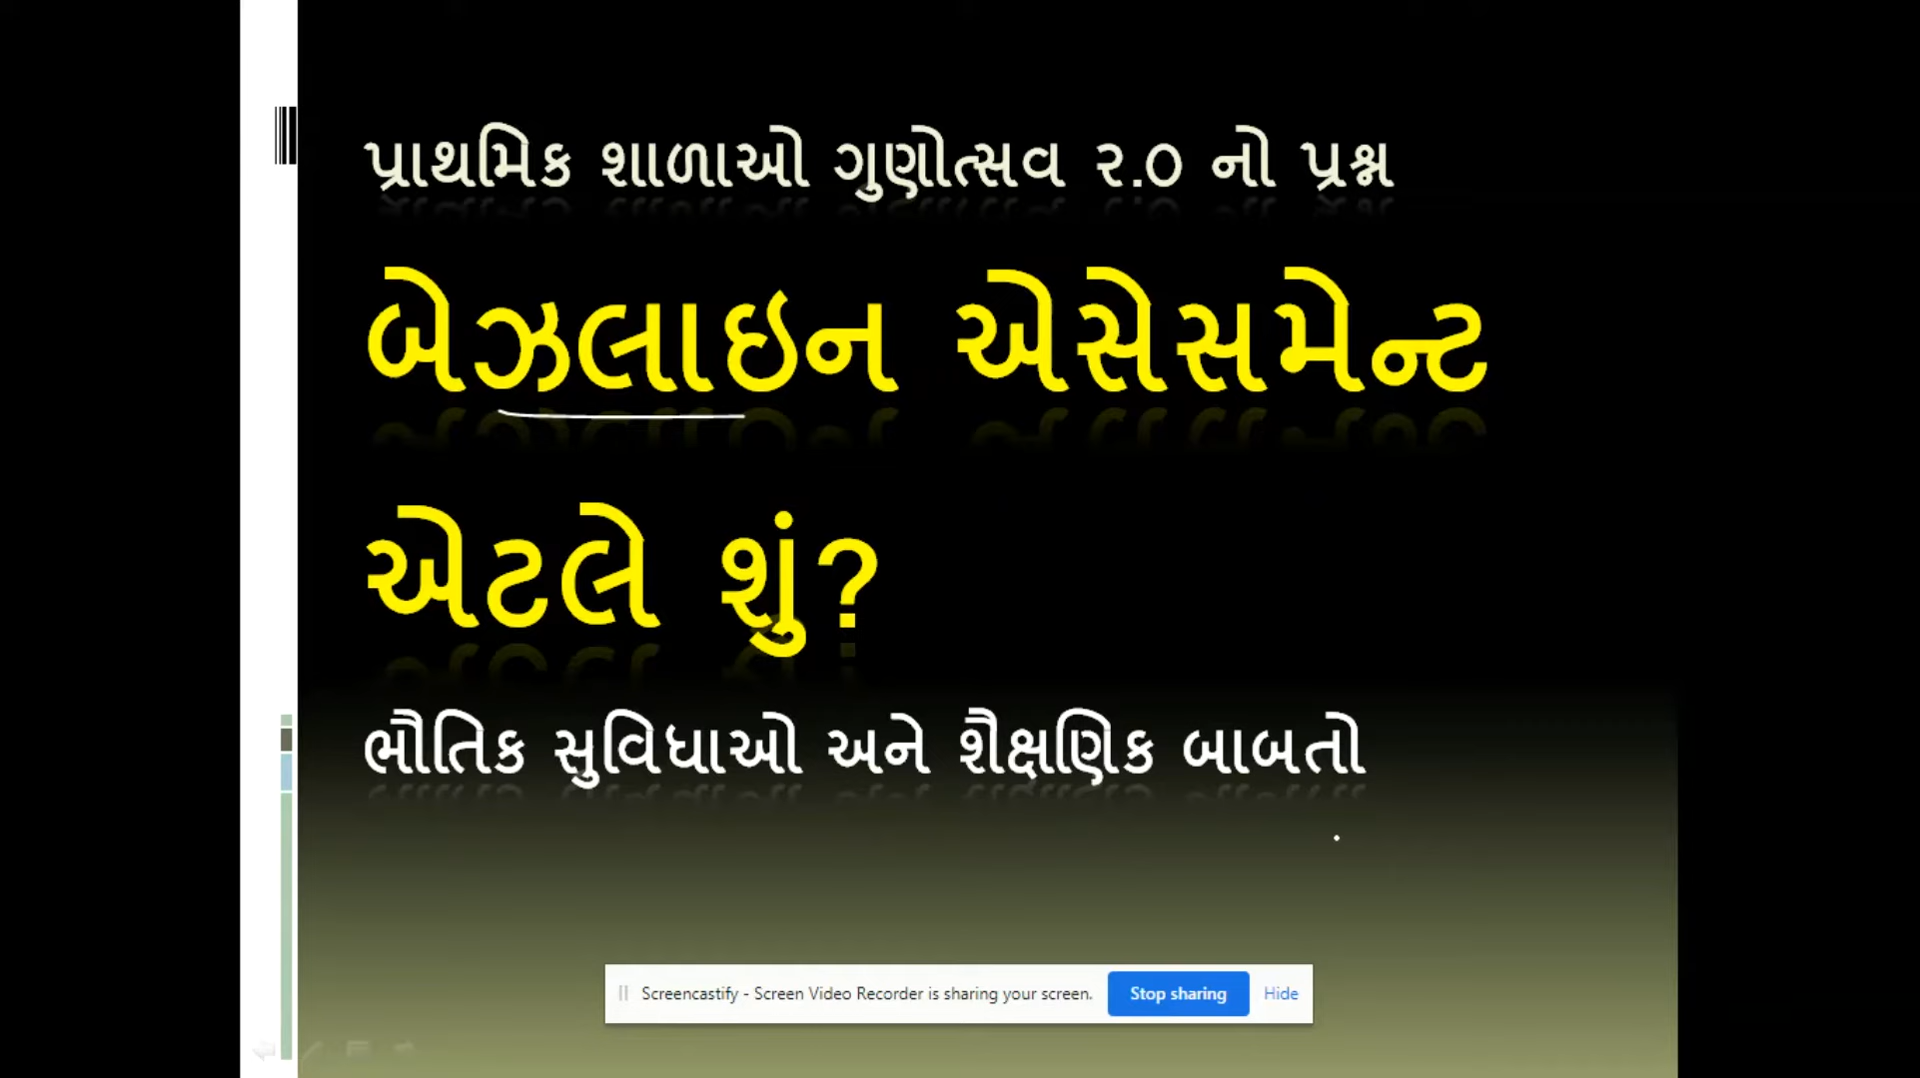 પ્રાથમિક શાળાઓ ગુણોત્સવ ૨.૦ નો પ્રશ્ન
બેઝલાઇન એસેસમેન્ટ
એટલે શું?
ભૌતિક સુવિધાઓ અને શૈક્ષણિક બાબતો
Screencastify - Screen Video Recorder is sharing your screen. Stop sharing Hide